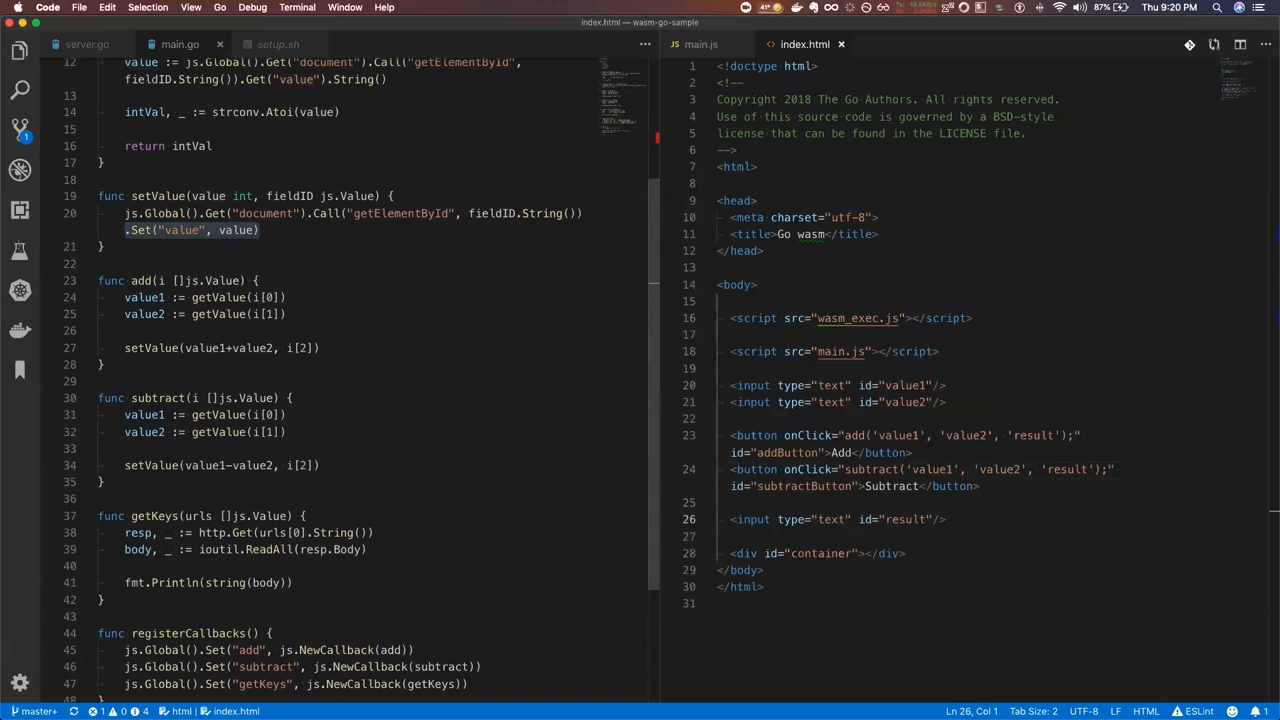 Code File Edit Selection View Go Debug Terminal Window Help
41° 87% Thu 9:20 PM
index.html — wasm-go-sample
server.go main.go × setup.sh ...
main.js index.html × ...
12 value := js.Global().Get("document").Call("getElementById",
fieldID.String()).Get("value").String()
13
14 intVal, _ := strconv.Atoi(value)
15
16 return intVal
17 }
18
19 func setValue(value int, fieldID js.Value) {
20 js.Global().Get("document").Call("getElementById", fieldID.String())
.Set("value", value)
21 }
22
23 func add(i []js.Value) {
24 value1 := getValue(i[0])
25 value2 := getValue(i[1])
26
27 setValue(value1+value2, i[2])
28 }
29
30 func subtract(i []js.Value) {
31 value1 := getValue(i[0])
32 value2 := getValue(i[1])
33
34 setValue(value1-value2, i[2])
35 }
36
37 func getKeys(urls []js.Value) {
38 resp, _ := http.Get(urls[0].String())
39 body, _ := ioutil.ReadAll(resp.Body)
40
41 fmt.Println(string(body))
42 }
43
44 func registerCallbacks() {
45 js.Global().Set("add", js.NewCallback(add))
46 js.Global().Set("subtract", js.NewCallback(subtract))
47 js.Global().Set("getKeys", js.NewCallback(getKeys))
48 }
1 <!doctype html>
2 <!--
3 Copyright 2018 The Go Authors. All rights reserved.
4 Use of this source code is governed by a BSD-style
5 license that can be found in the LICENSE file.
6 -->
7 <html>
8
9 <head>
10 <meta charset="utf-8">
11 <title>Go wasm</title>
12 </head>
13
14 <body>
15
16 <script src="wasm_exec.js"></script>
17
18 <script src="main.js"></script>
19
20 <input type="text" id="value1"/>
21 <input type="text" id="value2"/>
22
23 <button onClick="add('value1', 'value2', 'result');"
id="addButton">Add</button>
24 <button onClick="subtract('value1', 'value2', 'result');"
id="subtractButton">Subtract</button>
25
26 <input type="text" id="result"/>
27
28 <div id="container"></div>
29 </body>
30 </html>
31
1
master+ 1 0 4 html index.html Ln 26, Col 1 Tab Size: 2 UTF-8 LF HTML ESLint 1